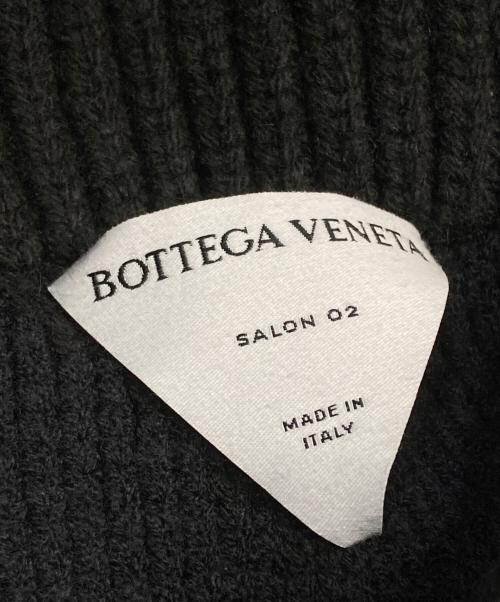 BOTTEGA VENETA
SALON 02
MADE IN
ITALY